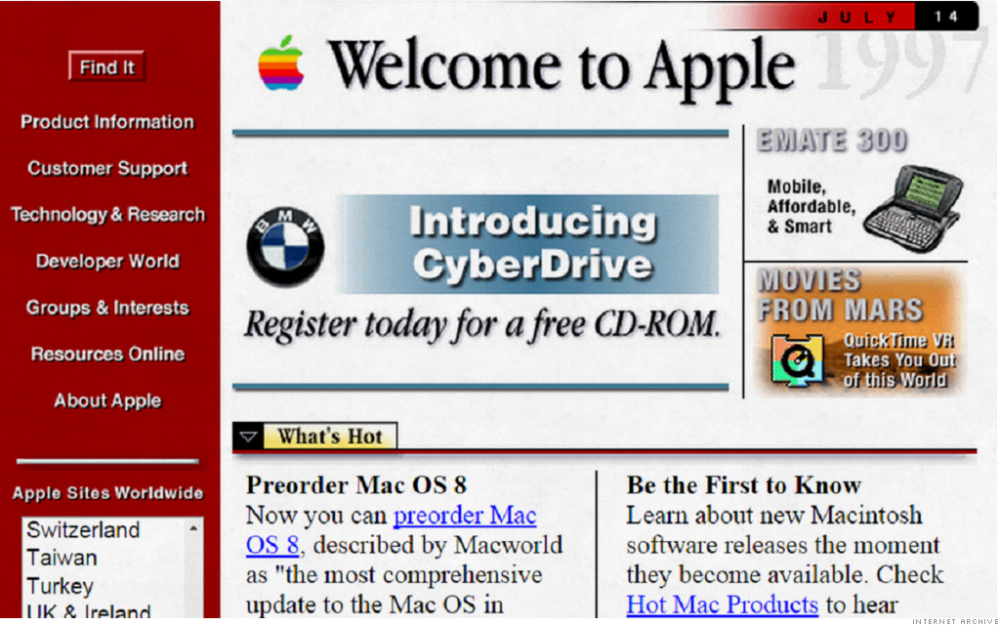 JULY 14
1997
Welcome to Apple
Find It
Product Information
Customer Support
Technology & Research
Developer World
Groups & Interests
Resources Online
About Apple
Apple Sites Worldwide
Switzerland
Taiwan
Turkey
UK & Ireland
BMW
Introducing
CyberDrive
Register today for a free CD-ROM.
EMATE 300
Mobile,
Affordable,
& Smart
MOVIES
FROM MARS
QuickTime VR
Takes You Out
of this World
What's Hot
Preorder Mac OS 8
Now you can preorder Mac
OS 8, described by Macworld
as "the most comprehensive
update to the Mac OS in
Be the First to Know
Learn about new Macintosh
software releases the moment
they become available. Check
Hot Mac Products to hear
INTERNET ARCHIVE